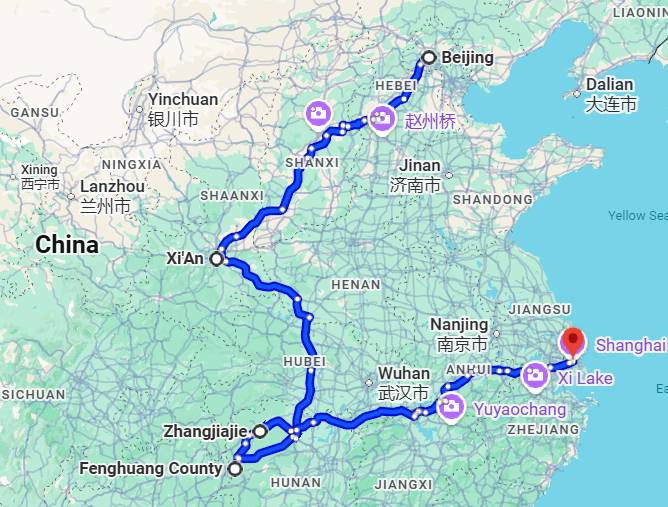 LIAONIN
Beijing
HEBEI
Dalian
大连市
Yinchuan
银川市
GANSU
赵州桥
SHANXI
Jinan
济南市
NINGXIA
Xining
西宁市
Lanzhou
兰州市
SHAANXI
SHANDONG
Yellow Sea
China
Xi'An
HENAN
JIANGSU
Nanjing
南京市
Shanghai
HUBEI
Wuhan
武汉市
ANHUI
Xi Lake
SICHUAN
Ea
Yuyaochang
ZHEJIANG
Zhangjiajie
Fenghuang County
HUNAN
JIANGXI